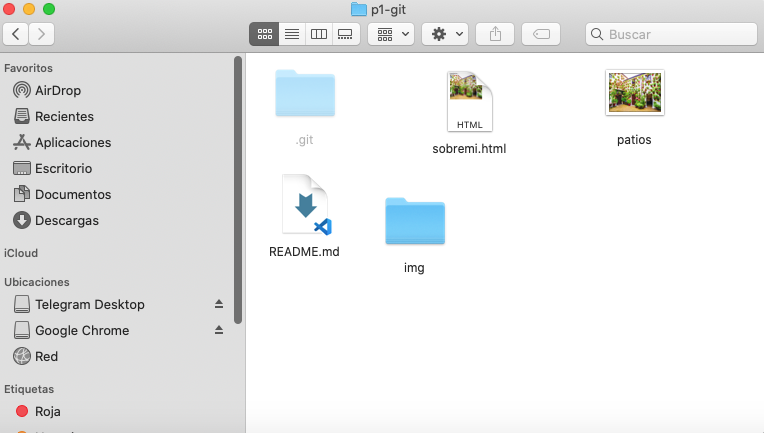 p1-git
Buscar
Favoritos
AirDrop
Recientes
Aplicaciones
Escritorio
Documentos
Descargas
iCloud
Ubicaciones
Telegram Desktop
Google Chrome
Red
Etiquetas
Roja
.git
HTML
sobremi.html
patios
README.md
img